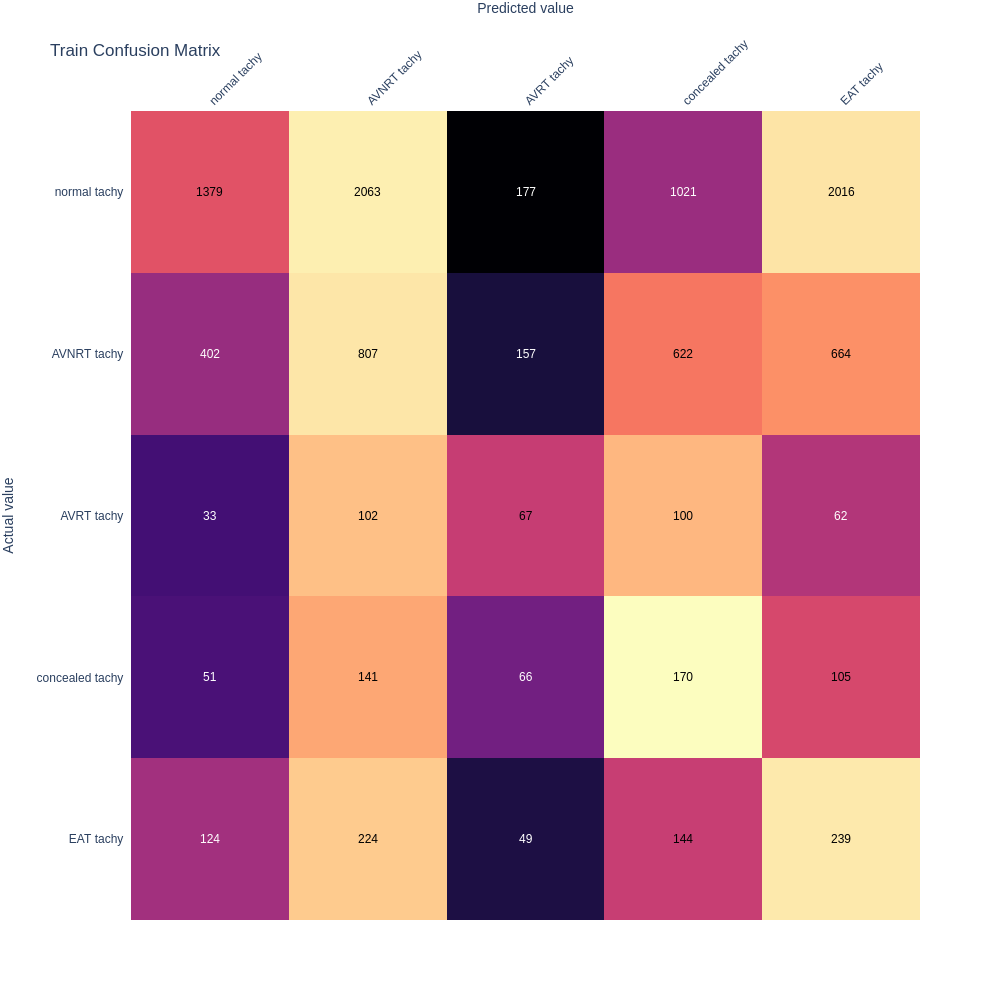 Predicted value
Train Confusion Matrix
normal tachy
AVNRT tachy
AVRT tachy
concealed tachy
EAT tachy
Actual value
normal tachy 1379 2063 177 1021 2016
AVNRT tachy 402 807 157 622 664
AVRT tachy 33 102 67 100 62
concealed tachy 51 141 66 170 105
EAT tachy 124 224 49 144 239